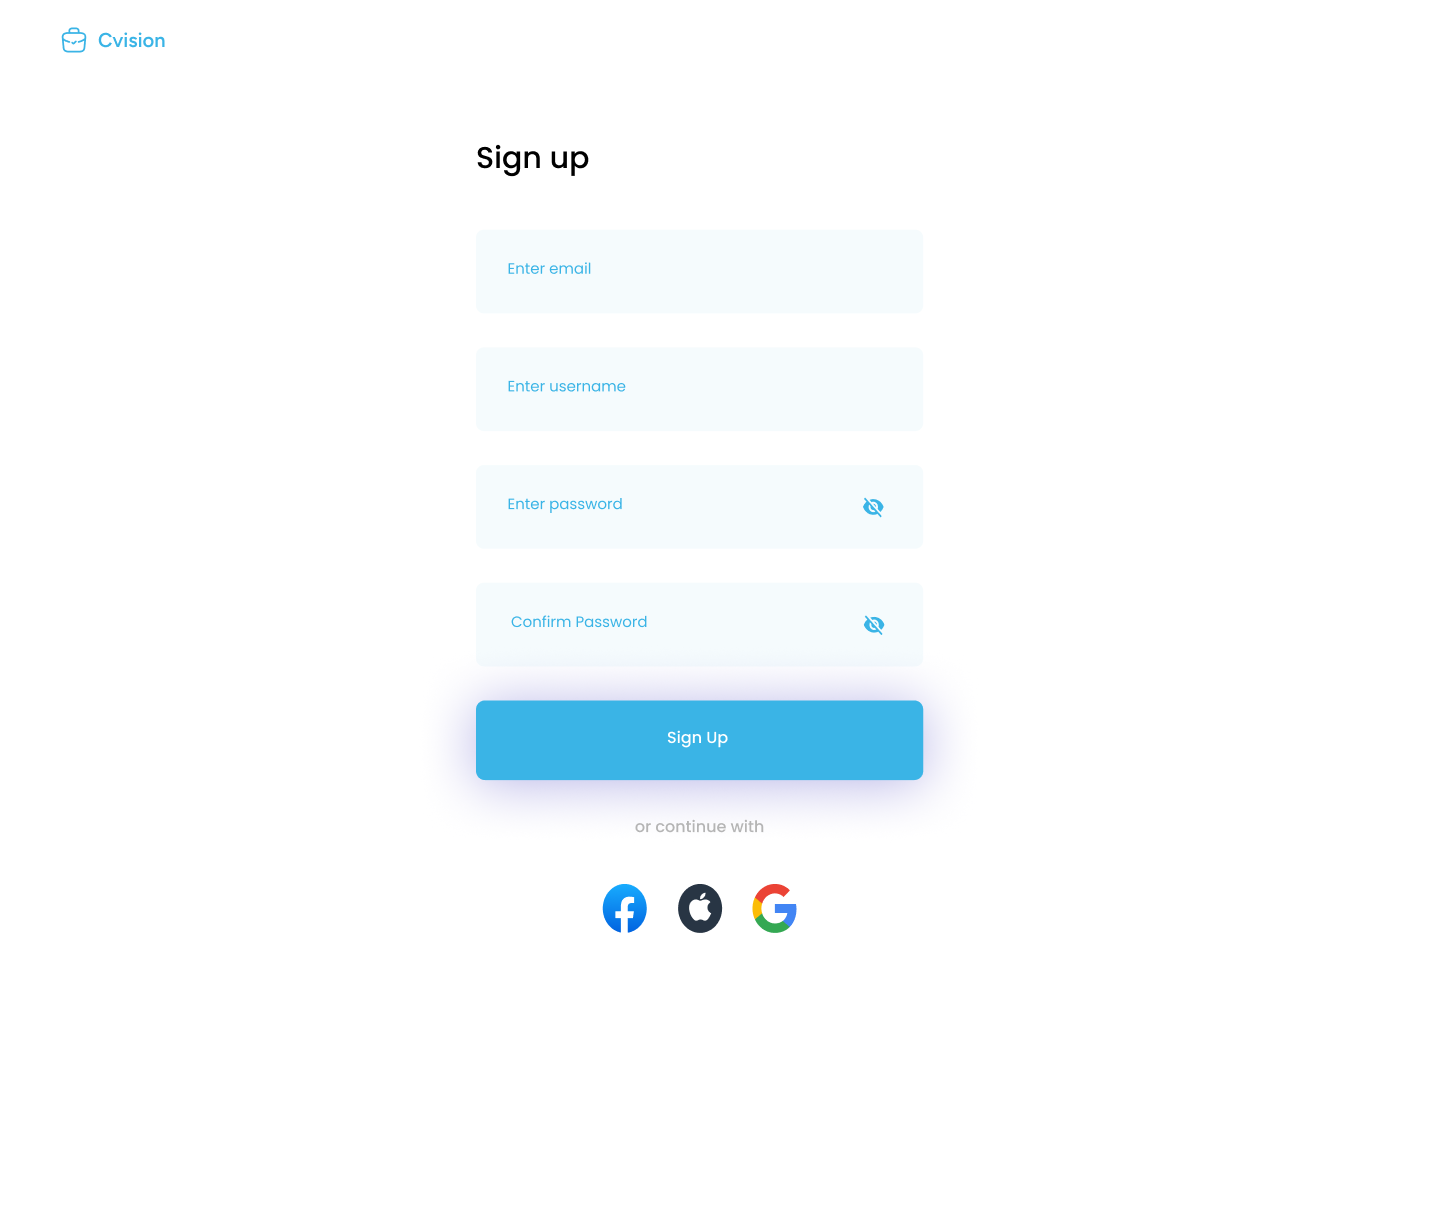 Cvision
Sign up
Enter email
Enter username
Enter password
Confirm Password
Sign Up
or continue with